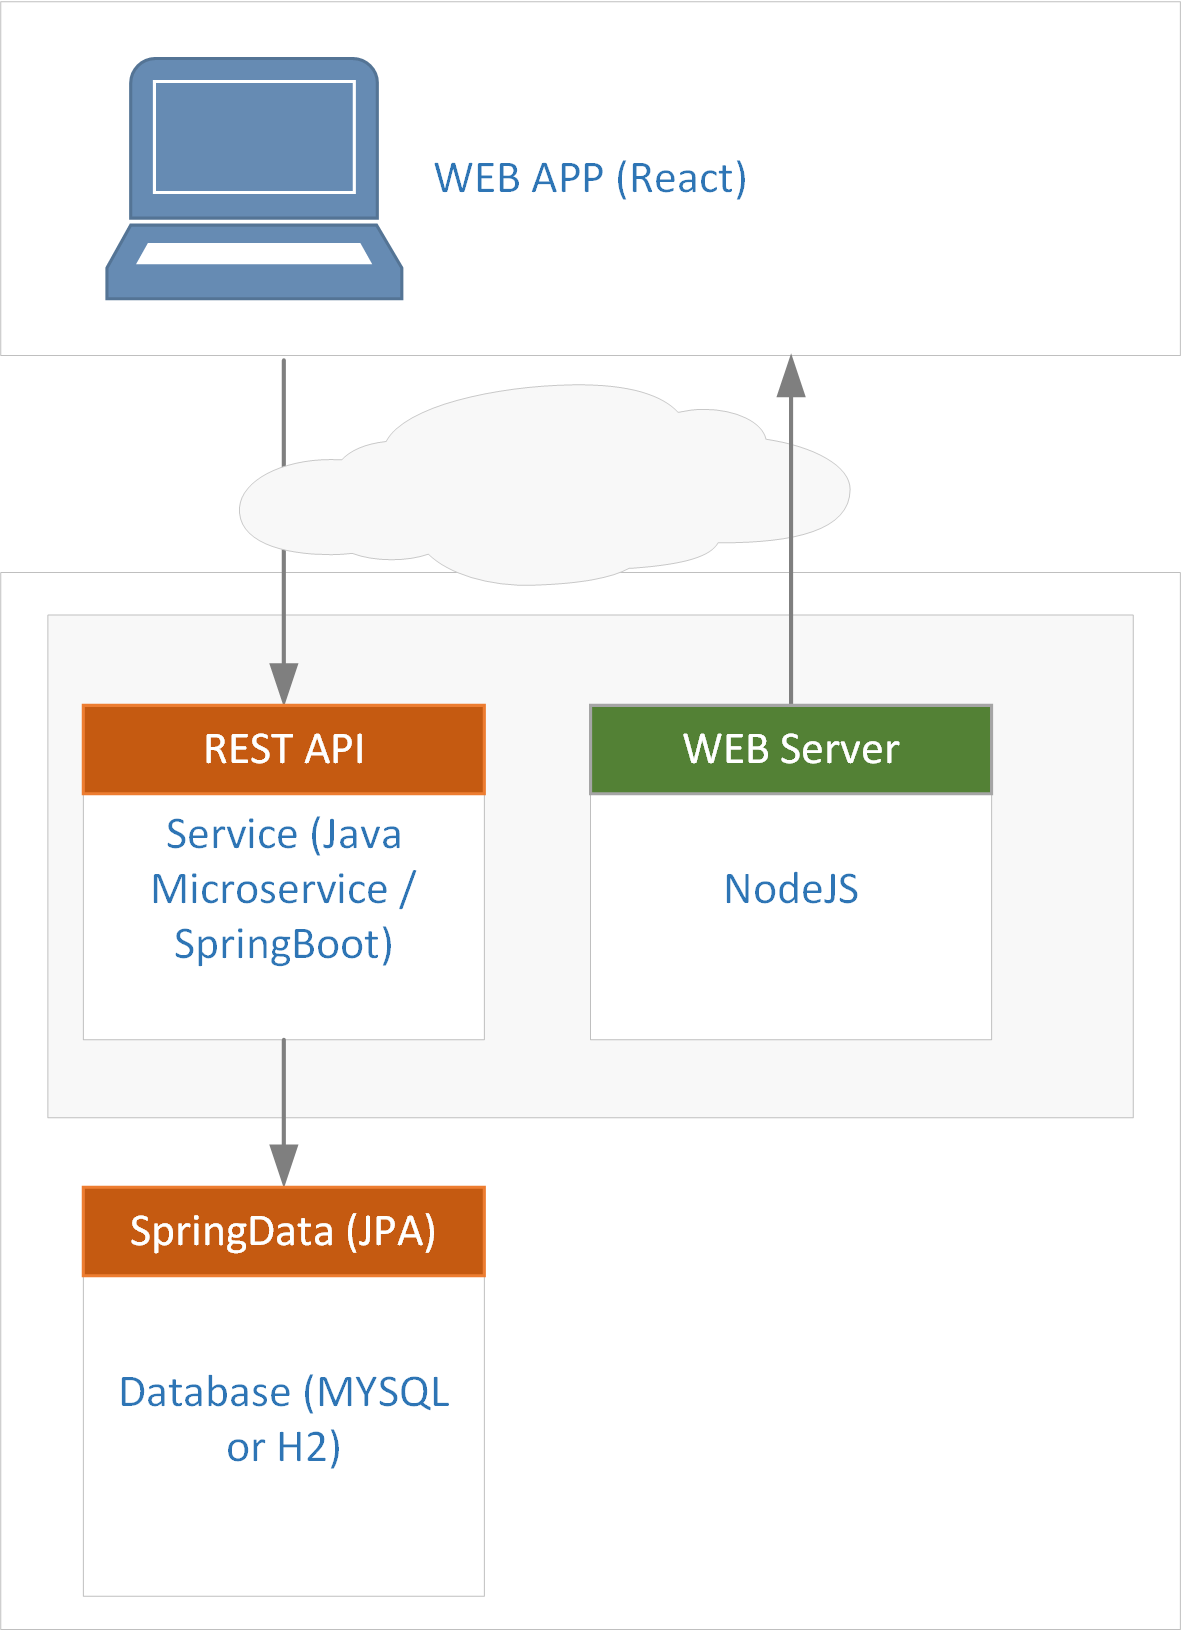 WEB APP (React)
REST API
Service (Java
Microservice /
SpringBoot)
WEB Server
NodeJS
SpringData (JPA)
Database (MYSQL
or H2)